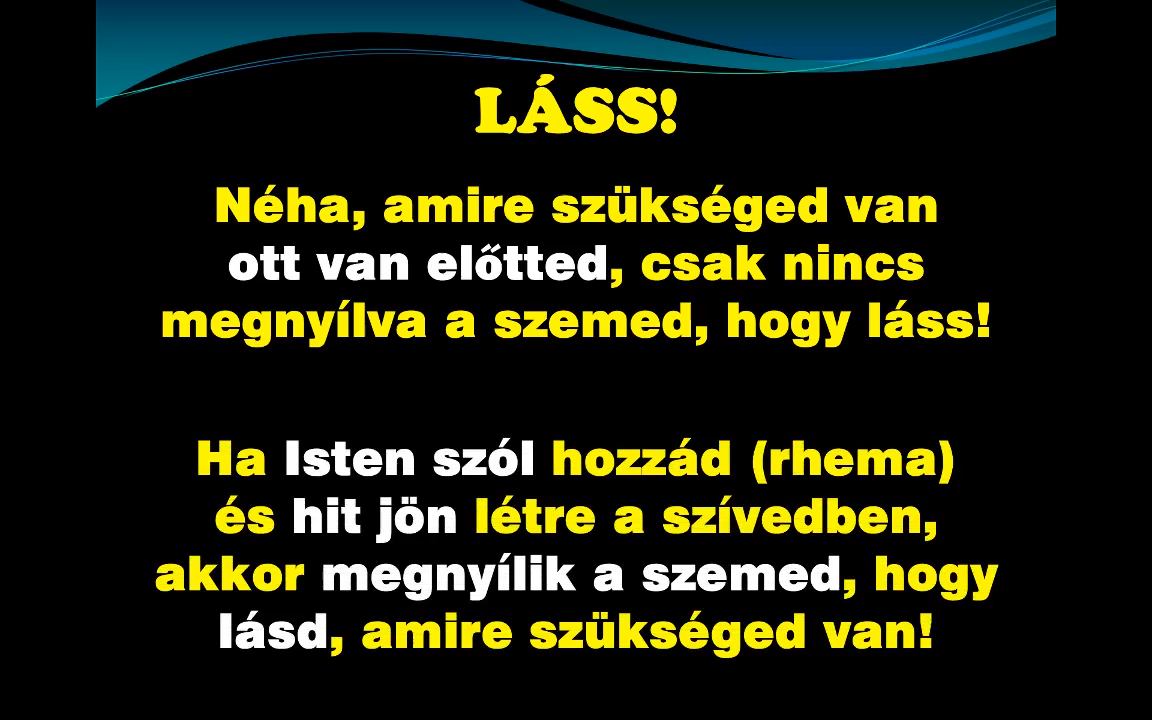 LÁSS!
Néha, amire szükséged van
ott van előtted, csak nincs
megnyílva a szemed, hogy láss!
Ha Isten szól hozzád (rhema)
és hit jön létre a szívedben,
akkor megnyílik a szemed, hogy
lásd, amire szükséged van!